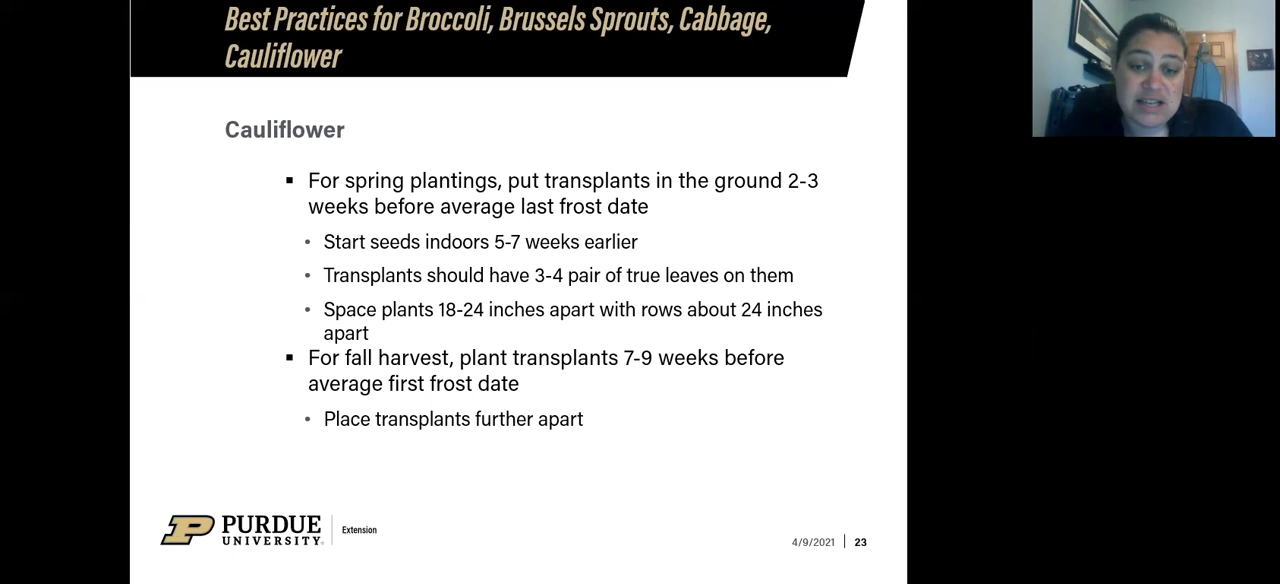 Best Practices for Broccoli, Brussels Sprouts, Cabbage,
Cauliflower
Cauliflower
▪ For spring plantings, put transplants in the ground 2-3
weeks before average last frost date
• Start seeds indoors 5-7 weeks earlier
• Transplants should have 3-4 pair of true leaves on them
• Space plants 18-24 inches apart with rows about 24 inches
apart
▪ For fall harvest, plant transplants 7-9 weeks before
average first frost date
• Place transplants further apart
P PURDUE UNIVERSITY. | Extension
4/9/2021 | 23